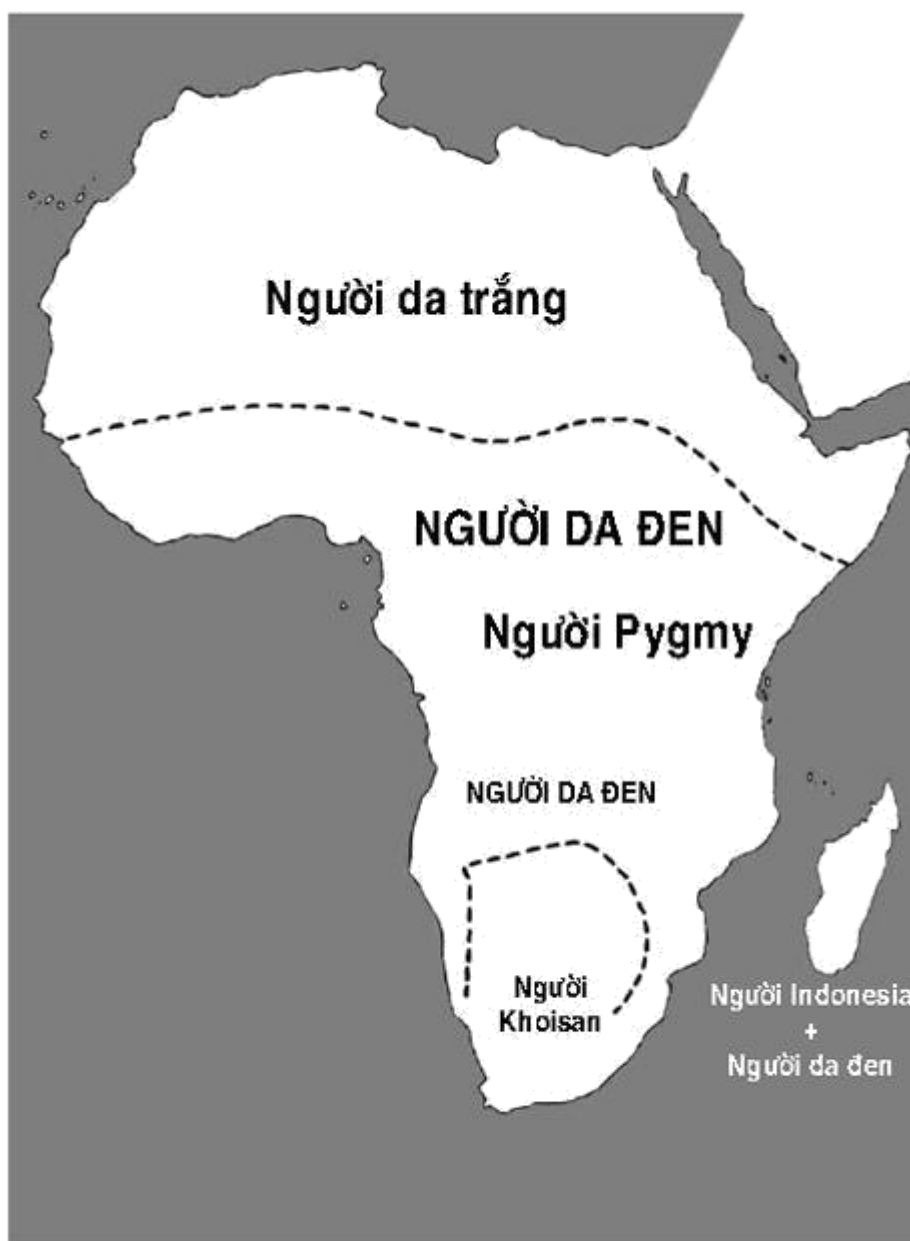 Người da trắng
NGƯỜI DA ĐEN
Người Pygmy
NGƯỜI DA ĐEN
Người
Khoisan
Người Indonesia
+
Người da đen